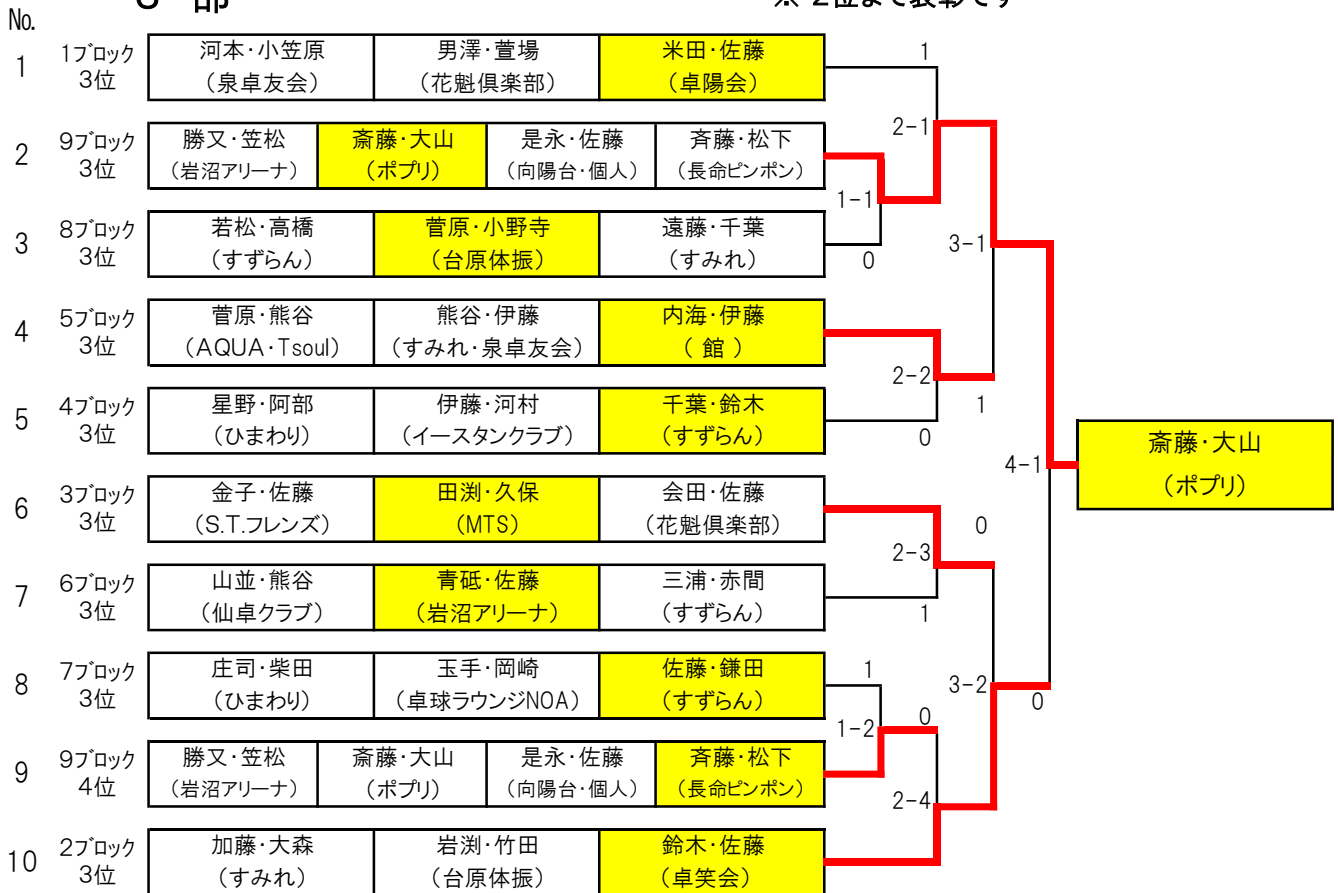 No.
1 1ブロック 3位 河本・小笠原 (泉卓友会) 男澤・萱場 (花魁倶楽部) 米田・佐藤 (卓陽会) 1
2-1
2 9ブロック 3位 勝又・笠松 (岩沼アリーナ) 斎藤・大山 (ポプリ) 是永・佐藤 (向陽台・個人) 斉藤・松下 (長命ピンポン)
1-1
3 8ブロック 3位 若松・高橋 (すずらん) 菅原・小野寺 (台原体振) 遠藤・千葉 (すみれ) 0
3-1
4 5ブロック 3位 菅原・熊谷 (AQUA・Tsoul) 熊谷・伊藤 (すみれ・泉卓友会) 内海・伊藤 (館)
2-2
1
5 4ブロック 3位 星野・阿部 (ひまわり) 伊藤・河村 (イースタンクラブ) 千葉・鈴木 (すずらん) 0
4-1
斎藤・大山
(ポプリ)
6 3ブロック 3位 金子・佐藤 (S.T.フレンズ) 田渕・久保 (MTS) 会田・佐藤 (花魁倶楽部) 0
2-3
7 6ブロック 3位 山並・熊谷 (仙卓クラブ) 青砥・佐藤 (岩沼アリーナ) 三浦・赤間 (すずらん) 1
8 7ブロック 3位 庄司・柴田 (ひまわり) 玉手・岡崎 (卓球ラウンジNOA) 佐藤・鎌田 (すずらん) 1
3-2
0
1-2
0
9 9ブロック 4位 勝又・笠松 (岩沼アリーナ) 斎藤・大山 (ポプリ) 是永・佐藤 (向陽台・個人) 斉藤・松下 (長命ピンポン)
2-4
10 2ブロック 3位 加藤・大森 (すみれ) 岩渕・竹田 (台原体振) 鈴木・佐藤 (卓笑会)